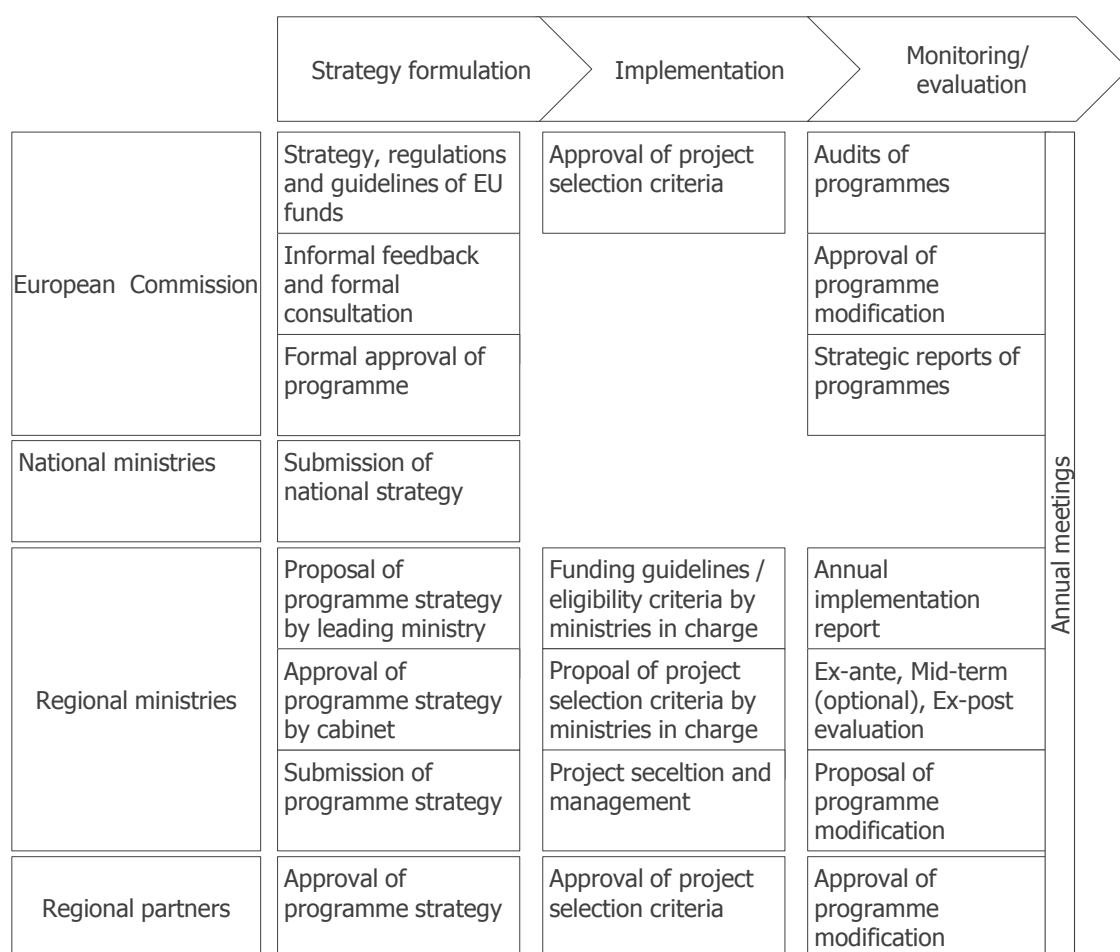 Strategy formulation
Implementation
Monitoring/
evaluation
European Commission
Strategy, regulations
and guidelines of EU
funds
Approval of project
selection criteria
Audits of
programmes
Informal feedback
and formal
consultation
Approval of
programme
modification
Formal approval of
programme
Strategic reports of
programmes
National ministries
Submission of
national strategy
Regional ministries
Proposal of
programme strategy
by leading ministry
Funding guidelines /
eligibility criteria by
ministries in charge
Annual
implementation
report
Approval of
programme strategy
by cabinet
Propoal of project
selection criteria by
ministries in charge
Ex-ante, Mid-term
(optional), Ex-post
evaluation
Submission of
programme strategy
Project seceltion and
management
Proposal of
programme
modification
Regional partners
Approval of
programme strategy
Approval of project
selection criteria
Approval of
programme
modification
Annual meetings